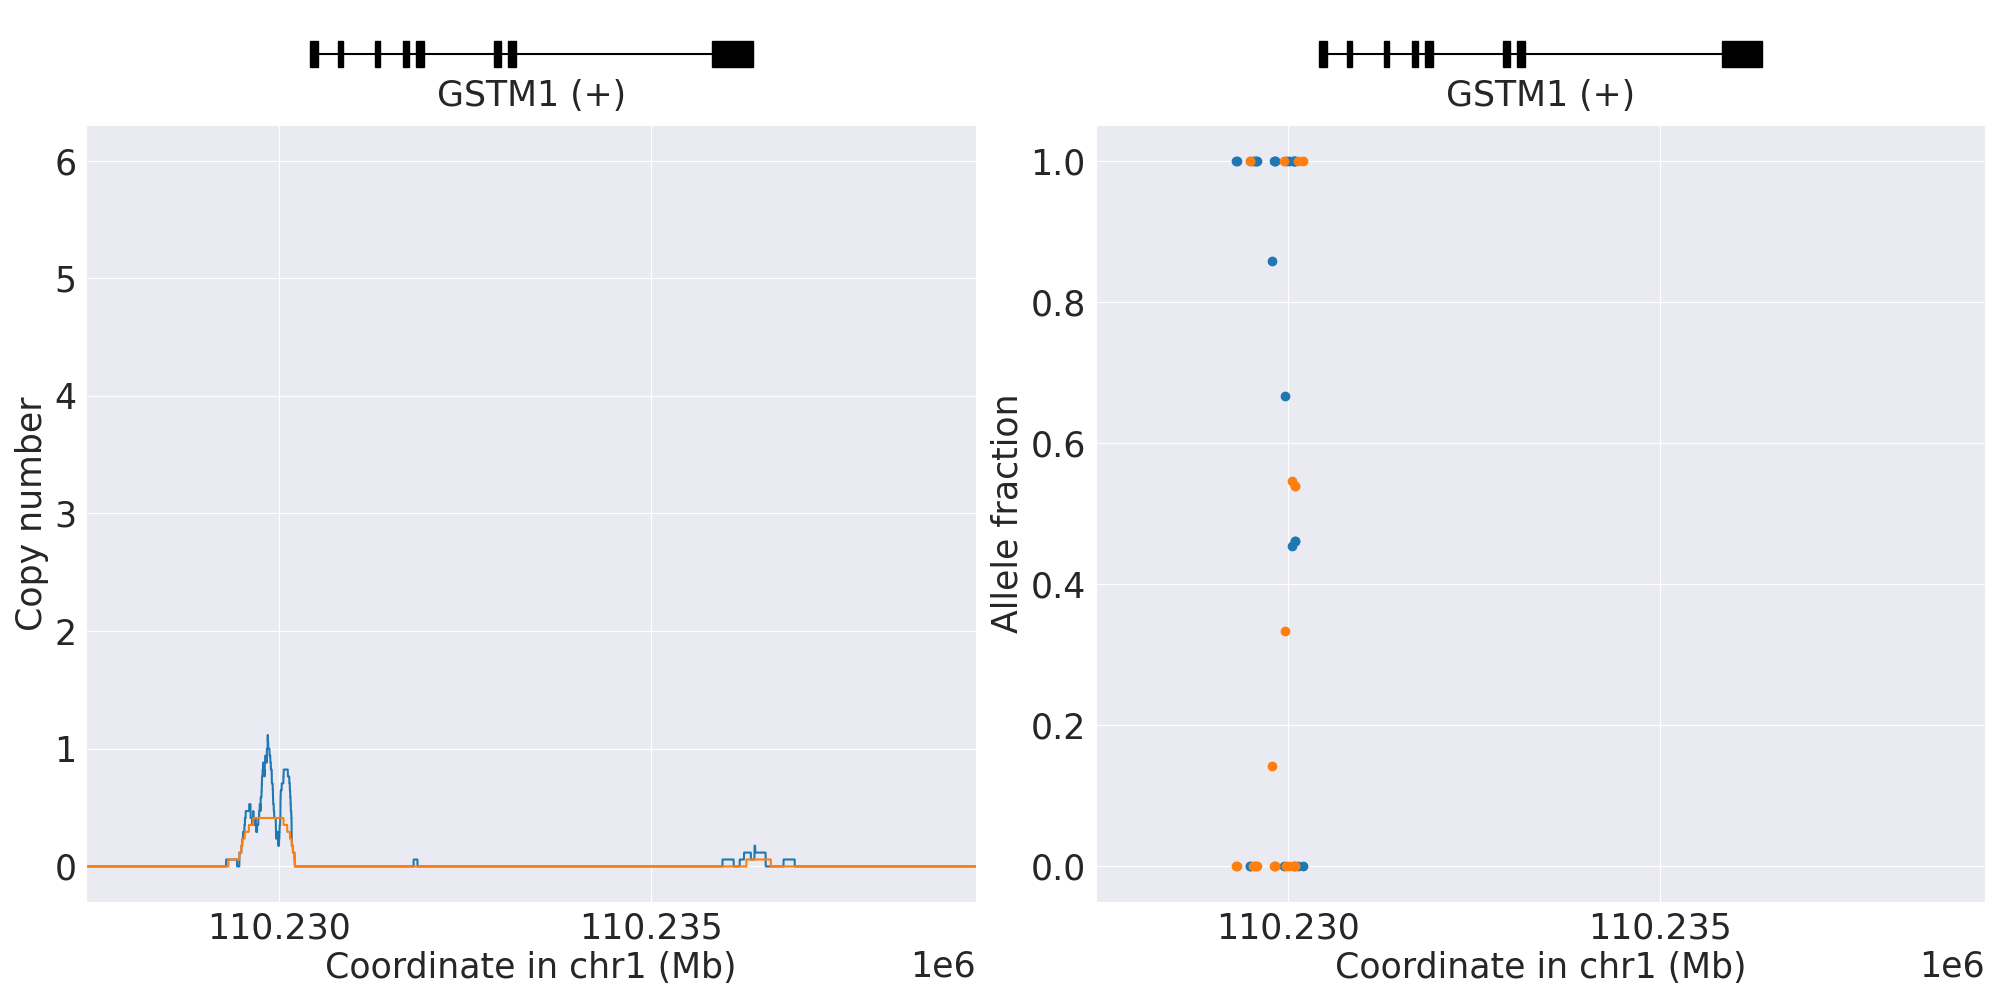 GSTM1 (+)
6
5
4
3
2
1
0
Copy number
110.230
110.235
Coordinate in chr1 (Mb)
1e6
GSTM1 (+)
1.0
0.8
0.6
0.4
0.2
0.0
Allele fraction
110.230
110.235
Coordinate in chr1 (Mb)
1e6